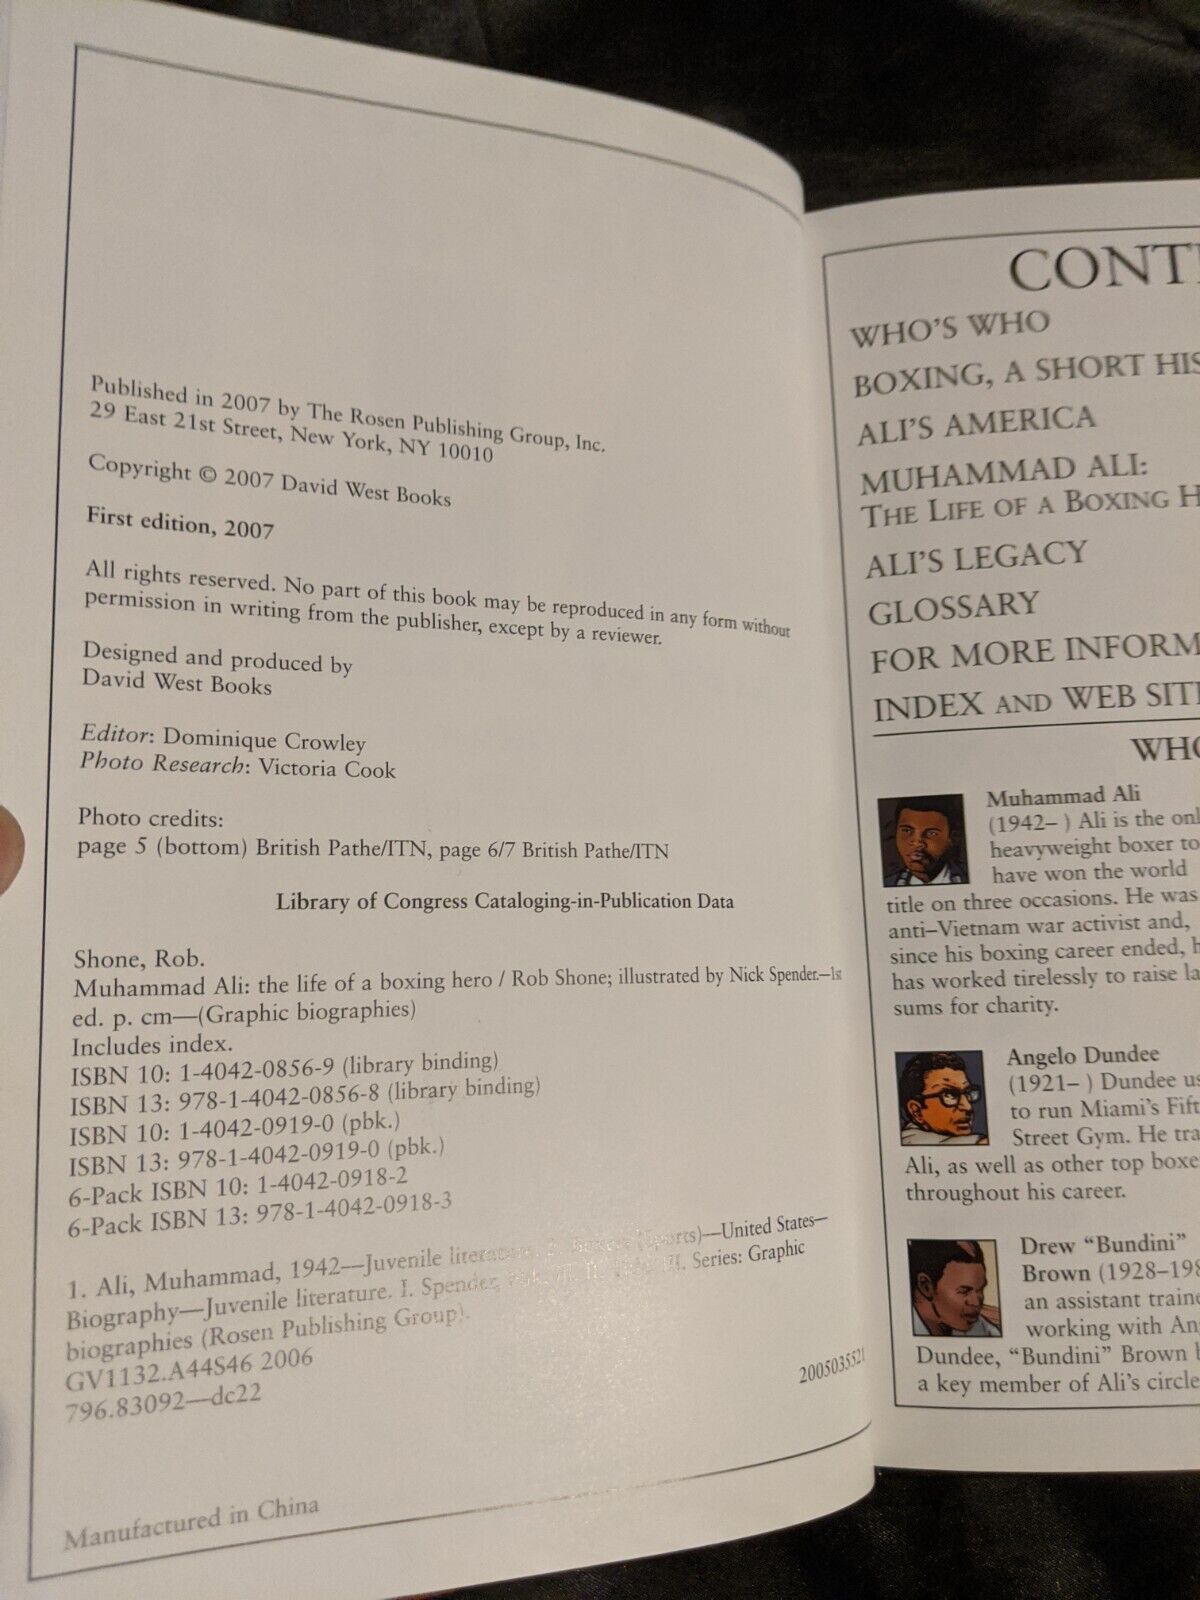 Published in 2007 by The Rosen Publishing Group, Inc.
29 East 21st Street, New York, NY 10010
Copyright © 2007 David West Books
First edition, 2007
All rights reserved. No part of this book may be reproduced in any form without
permission in writing from the publisher, except by a reviewer.
Designed and produced by
David West Books
Editor: Dominique Crowley
Photo Research: Victoria Cook
Photo credits:
page 5 (bottom) British Pathe/ITN, page 6/7 British Pathe/ITN
Library of Congress Cataloging-in-Publication Data
Shone, Rob.
Muhammad Ali: the life of a boxing hero / Rob Shone; illustrated by Nick Spender.—1st
ed. p. cm—(Graphic biographies)
Includes index.
ISBN 10: 1-4042-0856-9 (library binding)
ISBN 13: 978-1-4042-0856-8 (library binding)
ISBN 10: 1-4042-0919-0 (pbk.)
ISBN 13: 978-1-4042-0919-0 (pbk.)
6-Pack ISBN 10: 1-4042-0918-2
6-Pack ISBN 13: 978-1-4042-0918-3
1. Ali, Muhammad, 1942—Juvenile literature. 2. Boxers (Sports)—United States—
Biography—Juvenile literature. I. Spender, II. Series: Graphic
biographies (Rosen Publishing Group).
GV1132.A44S46 2006
796.83092—dc22
2005035521
Manufactured in China
CONT
WHO'S WHO
BOXING, A SHORT HIS
ALI'S AMERICA
MUHAMMAD ALI:
THE LIFE OF A BOXING H
ALI'S LEGACY
GLOSSARY
FOR MORE INFORM
INDEX AND WEB SIT
WHO
Muhammad Ali
(1942– ) Ali is the onl
heavyweight boxer to
have won the world
title on three occasions. He was
anti–Vietnam war activist and,
since his boxing career ended, h
has worked tirelessly to raise la
sums for charity.
Angelo Dundee
(1921– ) Dundee us
to run Miami's Fift
Street Gym. He tra
Ali, as well as other top boxe
throughout his career.
Drew "Bundini"
Brown (1928–198
an assistant traine
working with An
Dundee, "Bundini" Brown b
a key member of Ali's circle